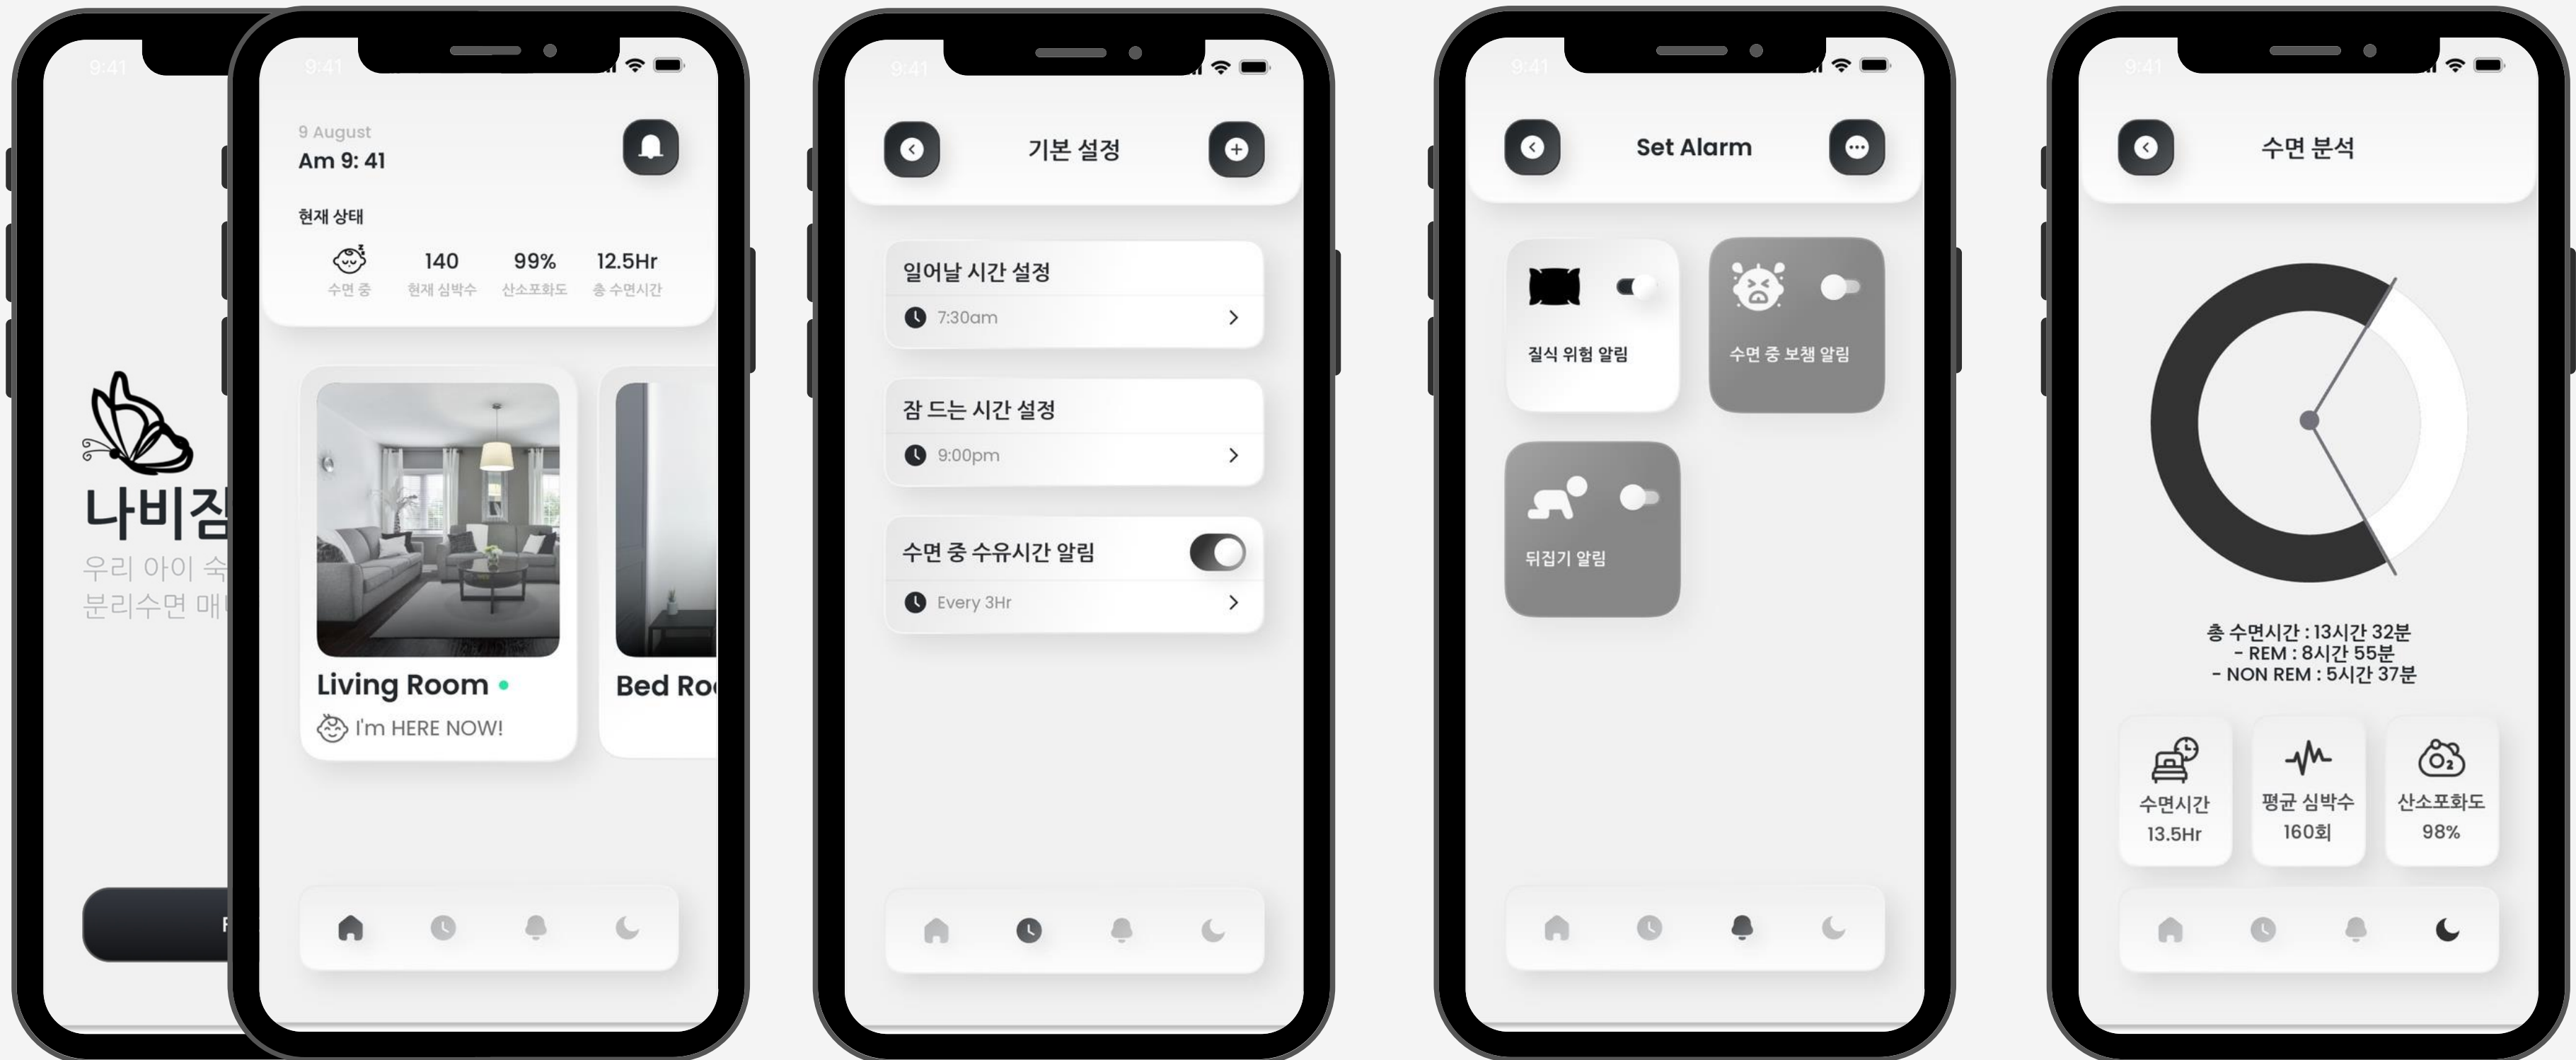 9:41
나비잠
우리 아이 숙
분리수면 매
9:41
9 August
Am 9: 41
현재 상태
140
99%
12.5Hr
수면 중
현재 심박수
산소포화도
총 수면시간
Living Room
I'm HERE NOW!
Bed Ro
9:41
기본 설정
일어날 시간 설정
7:30am
잠 드는 시간 설정
9:00pm
수면 중 수유시간 알림
Every 3Hr
9:41
Set Alarm
질식 위험 알림
수면 중 보챔 알림
뒤집기 알림
9:41
수면 분석
총 수면시간 : 13시간 32분
- REM : 8시간 55분
- NON REM : 5시간 37분
O2
수면시간
13.5Hr
평균 심박수
160회
산소포화도
98%